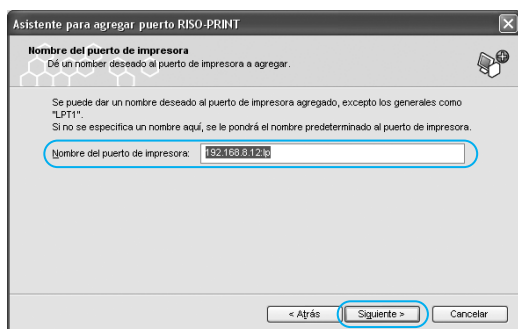 Asistente para agregar puerto RISO-PRINT
Nombre del puerto de impresora
Dé un nomber deseado al puerto de impresora a agregar.
Se puede dar un nombre deseado al puerto de impresora agregado, excepto los generales como
"LPT1".
Si no se especifica un nombre aquí, se le pondrá el nombre predeterminado al puerto de impresora.
Nombre del puerto de impresora: 192.168.8.12:lp
< Atrás Siguiente > Cancelar